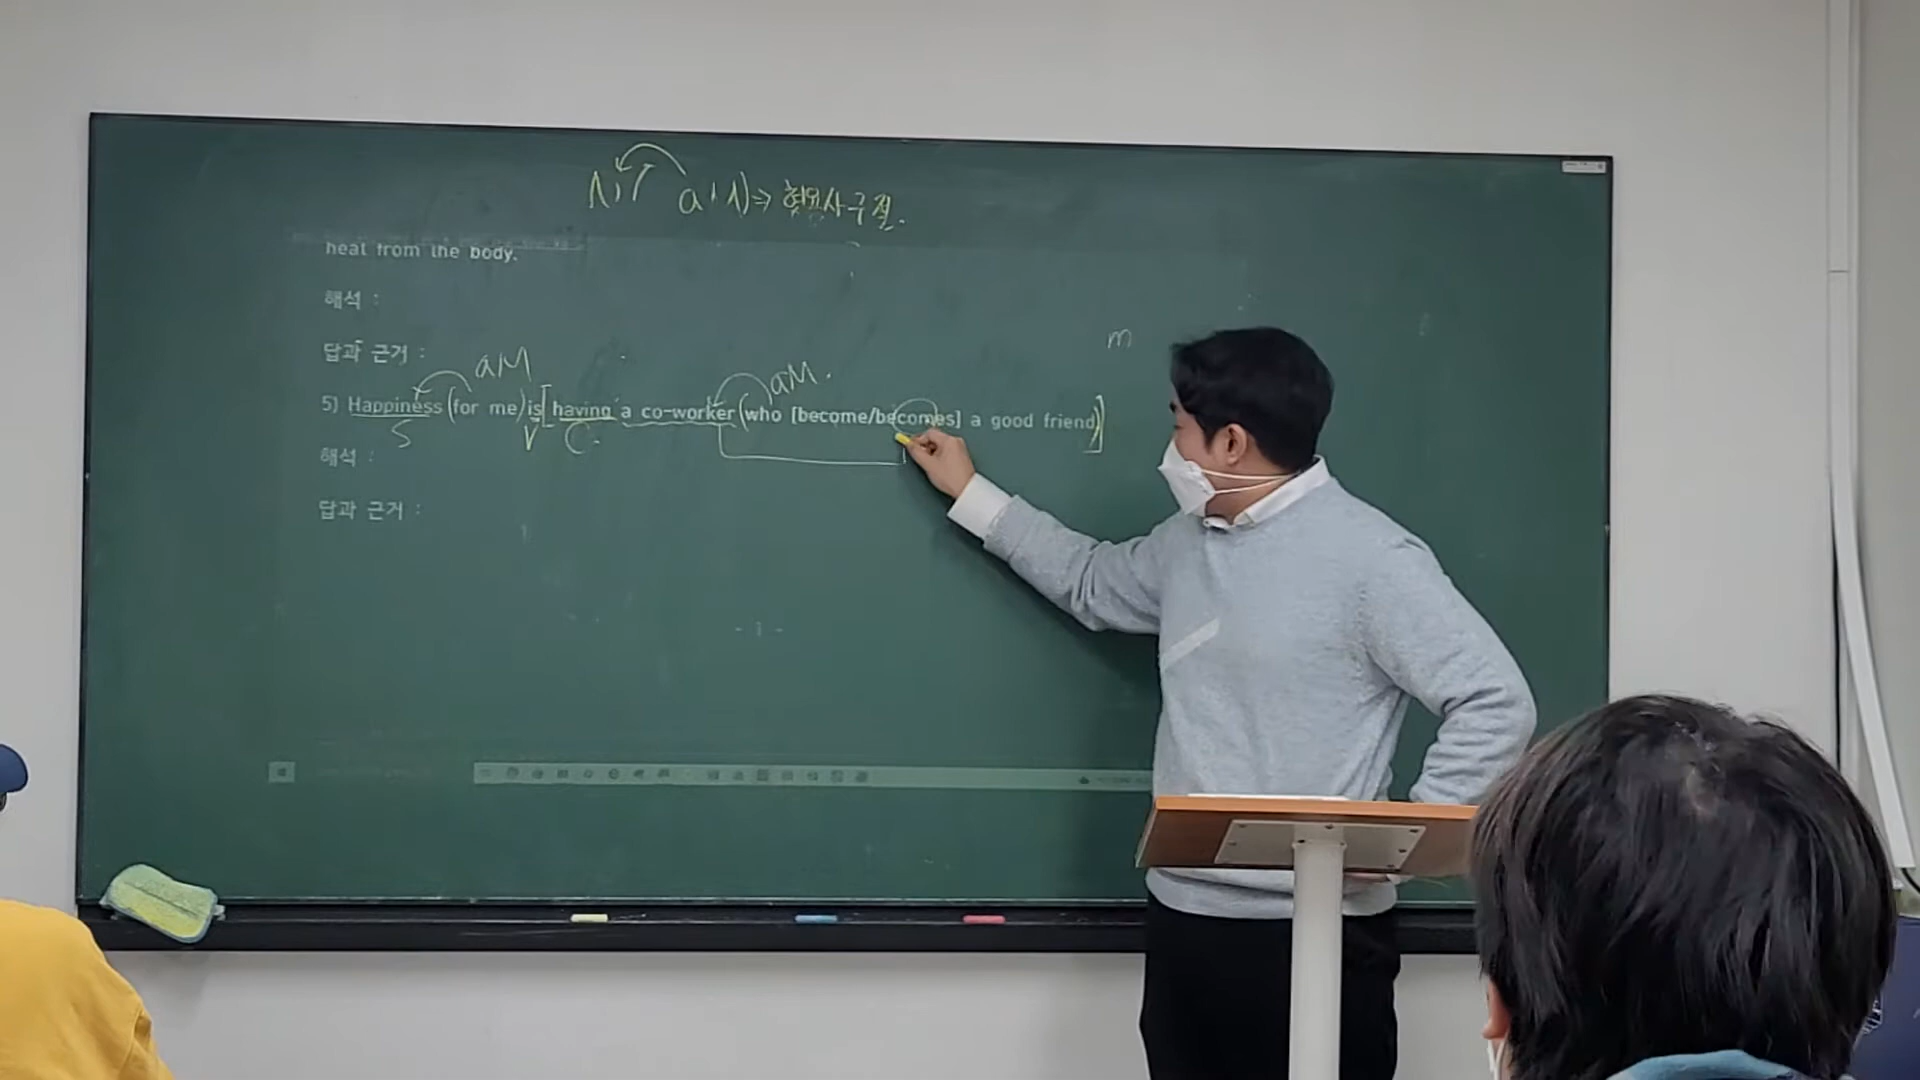 a(M)⇒ 형용사구절.
heat from the body.
해석 :
답과 근거 :
aM aM.
5) Happiness (for me) is [having a co-worker (who [become/becomes] a good friend)]
S V C.
해석 :
답과 근거 :
- 1 -
m